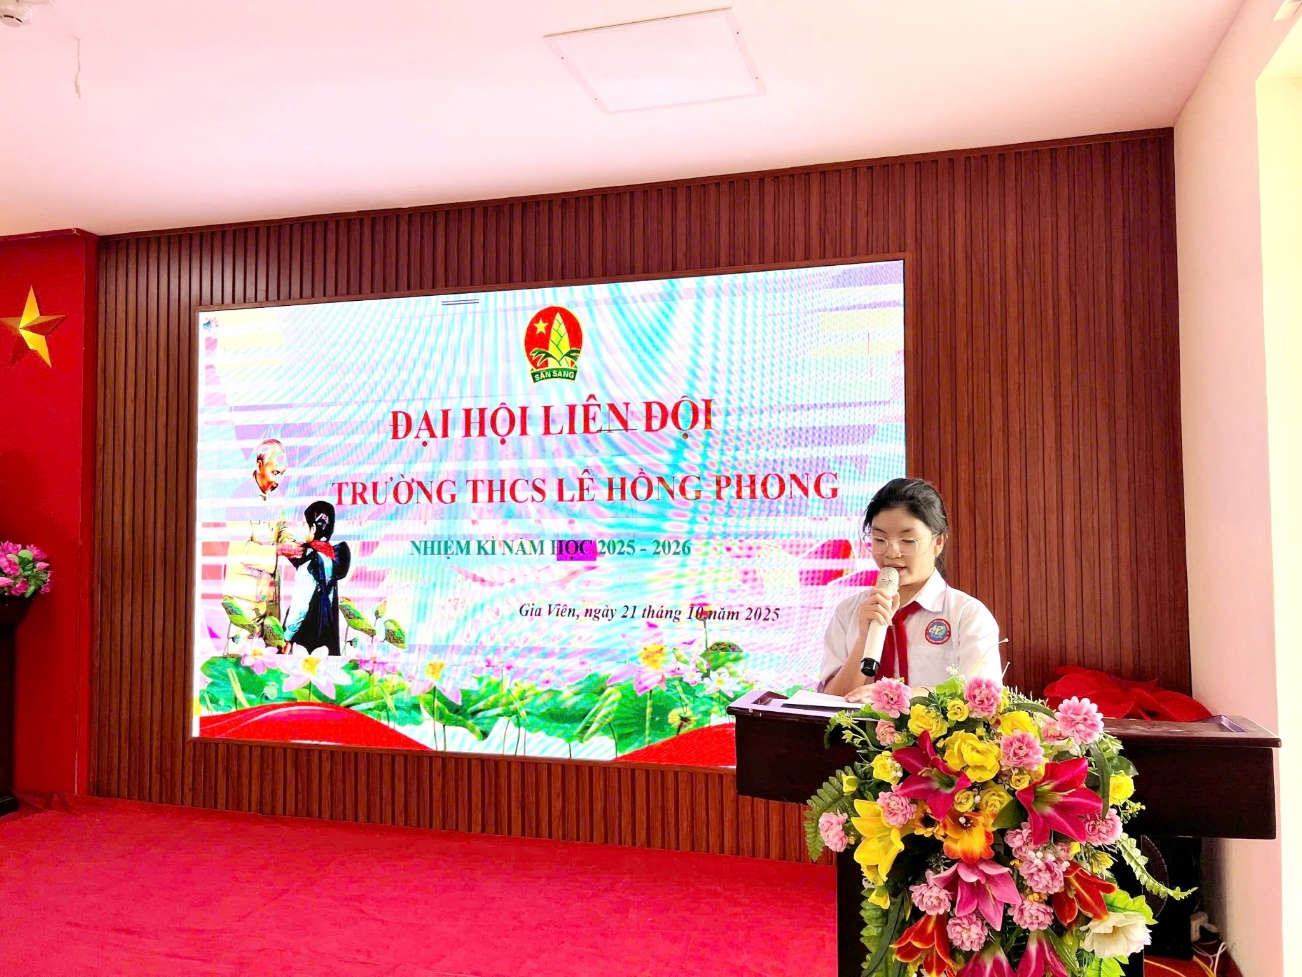 SẴN SÀNG
ĐẠI HỘI LIÊN ĐỘI
TRƯỜNG THCS LÊ HỒNG PHONG
NHIỆM KÌ NĂM HỌC 2025 - 2026
Gia Viên, ngày 21 tháng 10 năm 2025